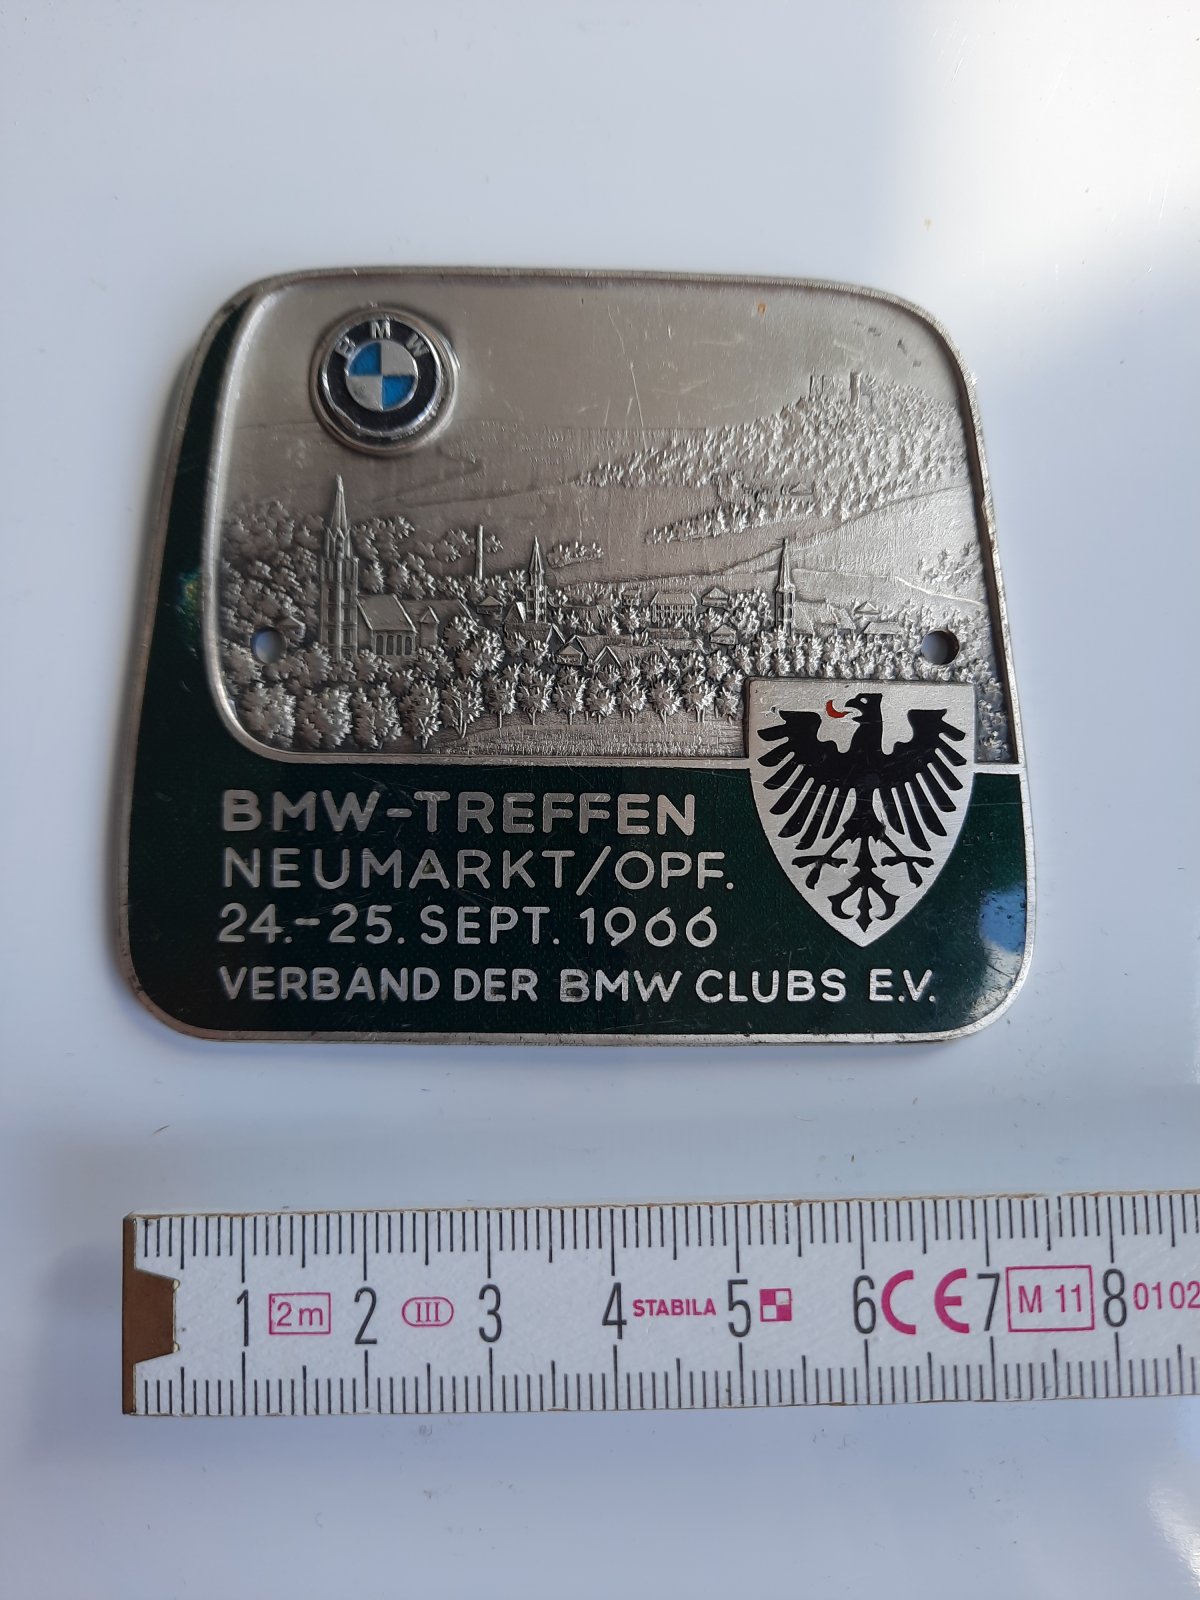 BMW
BMW-TREFFEN
NEUMARKT/OPF.
24.-25. SEPT. 1966
VERBAND DER BMW CLUBS E.V.
1 2m 2 III 3 4 STABILA 5 6 CE 7 M 11 8 0102